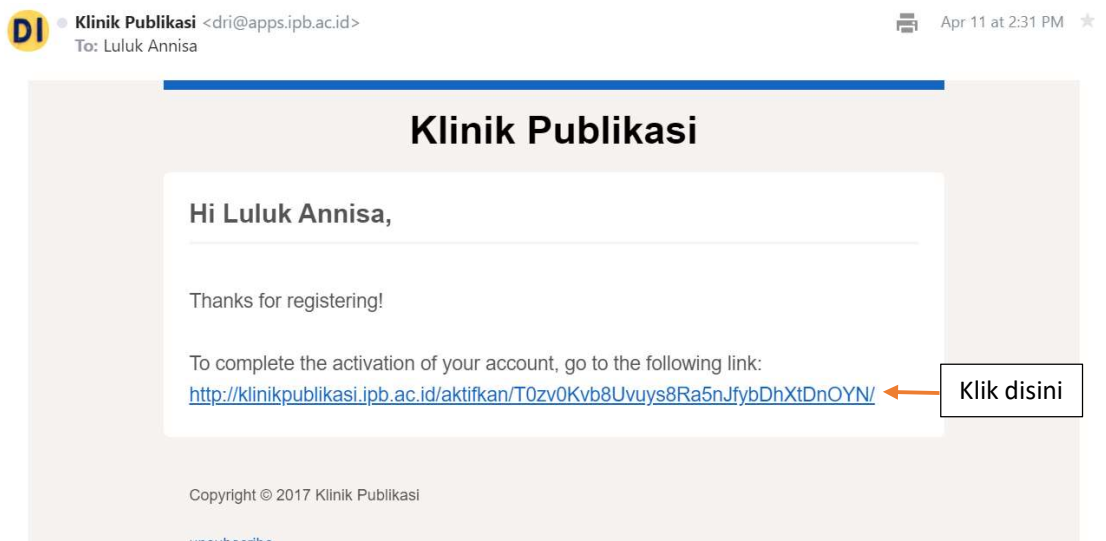 DI
Klinik Publikasi <dri@apps.ipb.ac.id>
Apr 11 at 2:31 PM
To: Luluk Annisa
Klinik Publikasi
Hi Luluk Annisa,
Thanks for registering!
To complete the activation of your account, go to the following link:
http://klinikpublikasi.ipb.ac.id/aktifkan/T0zv0Kvb8Uvuys8Ra5nJfybDhXtDnOYN/
Klik disini
Copyright © 2017 Klinik Publikasi